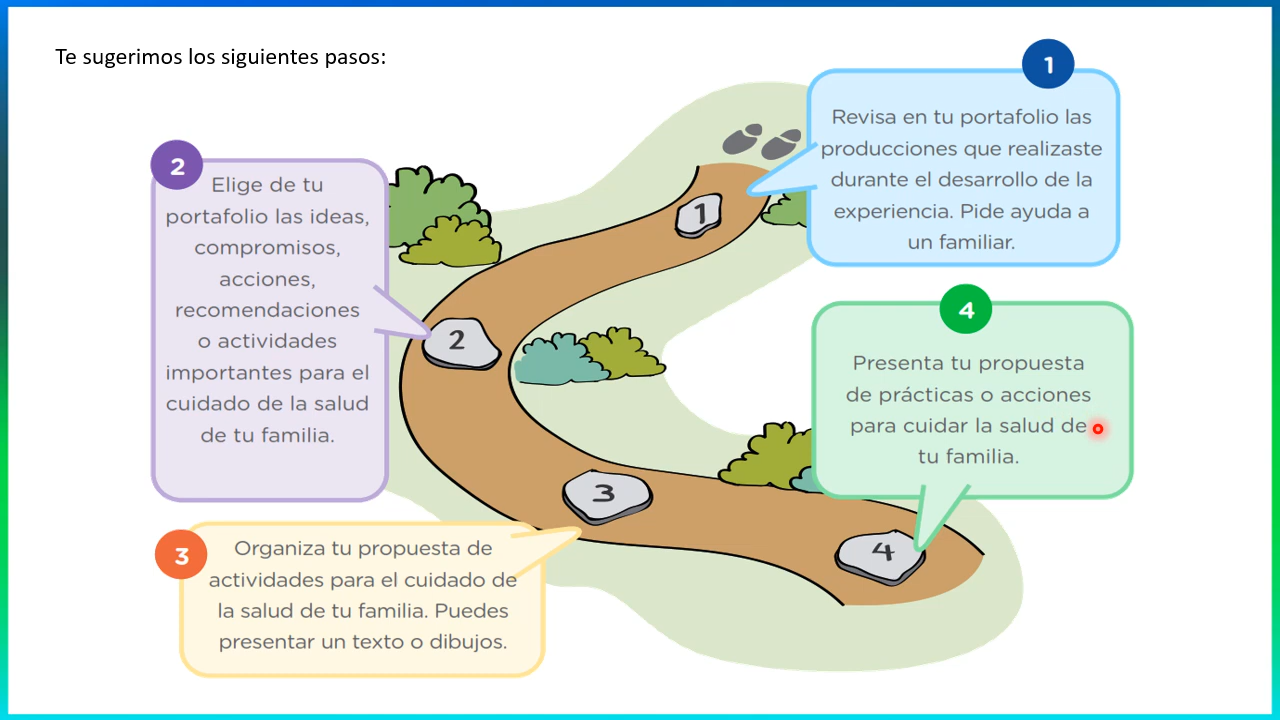 Te sugerimos los siguientes pasos:
1
Revisa en tu portafolio las
producciones que realizaste
durante el desarrollo de la
experiencia. Pide ayuda a
un familiar.
2
Elige de tu
portafolio las ideas,
compromisos,
acciones,
recomendaciones
o actividades
importantes para el
cuidado de la salud
de tu familia.
3
Organiza tu propuesta de
actividades para el cuidado de
la salud de tu familia. Puedes
presentar un texto o dibujos.
4
Presenta tu propuesta
de prácticas o acciones
para cuidar la salud de
tu familia.
1
2
3
4